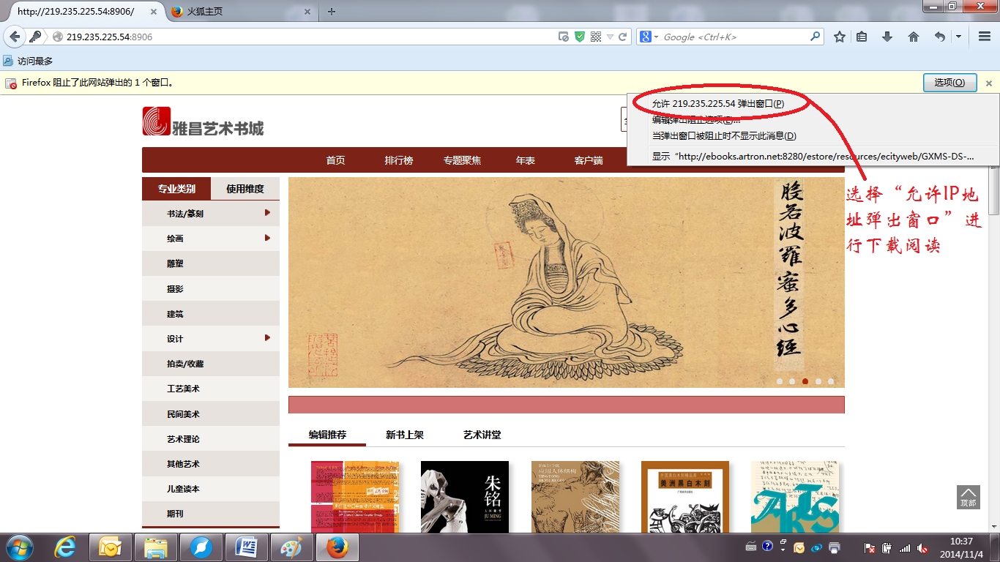 http://219.235.225.54:8906/
火狐主页
219.235.225.54:8906
Google <Ctrl+K>
访问最多
Firefox 阻止了此网站弹出的 1 个窗口。
选项(O)
允许 219.235.225.54 弹出窗口(P)
编辑弹出阻止选项(E)...
当弹出窗口被阻止时不显示此消息(D)
显示“http://ebooks.artron.net:8280/estore/resources/ecityweb/GXMS-DS-...
雅昌艺术书城
首页
排行榜
专题聚焦
年表
客户端
选择“允许IP地
址弹出窗口”进
行下载阅读
专业类别
使用维度
书法/篆刻
绘画
雕塑
摄影
建筑
设计
拍卖/收藏
工艺美术
民间美术
艺术理论
其他艺术
儿童读本
期刊
般若波罗蜜多心经
编辑推荐
新书上架
艺术讲堂
朱铭
JU MING
应用人体结构
美洲黑白木刻
顶部
10:37
2014/11/4